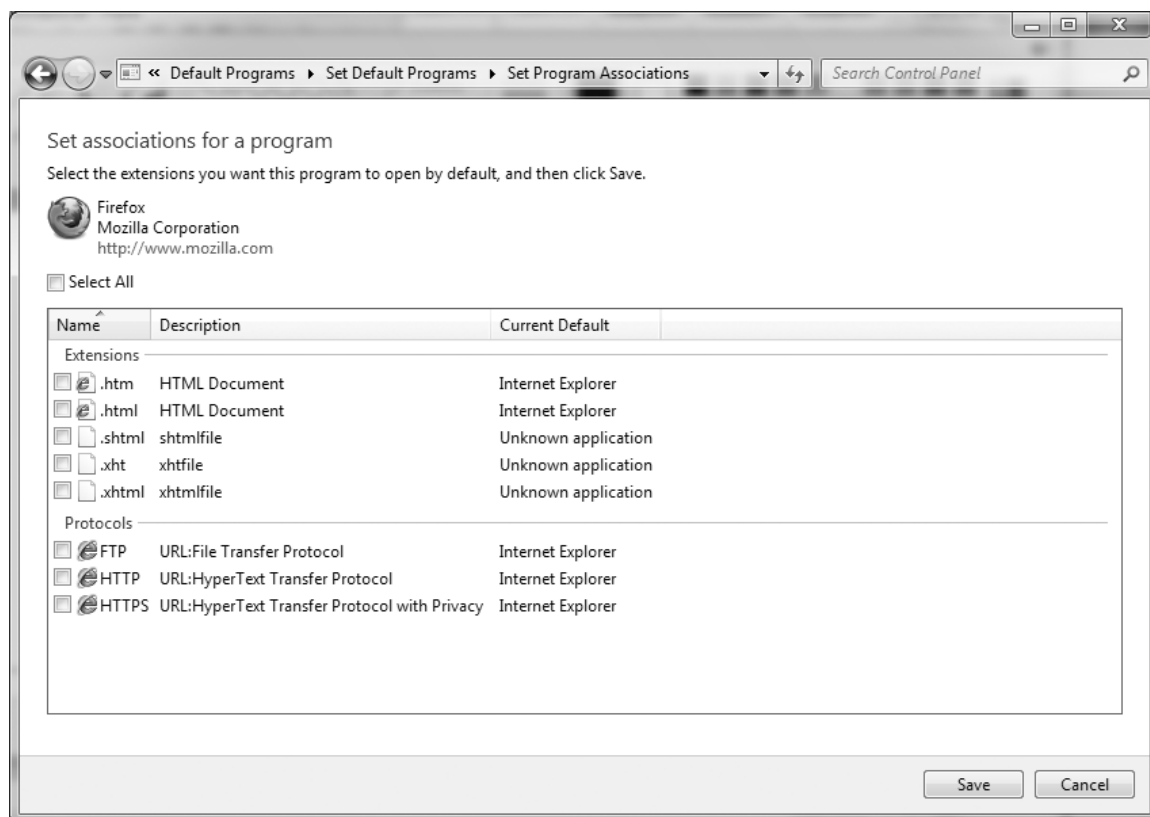 « Default Programs ▸ Set Default Programs ▸ Set Program Associations Search Control Panel
Set associations for a program
Select the extensions you want this program to open by default, and then click Save.
Firefox
Mozilla Corporation
http://www.mozilla.com
Select All
Name Description Current Default
Extensions
.htm HTML Document Internet Explorer
.html HTML Document Internet Explorer
.shtml shtmlfile Unknown application
.xht xhtfile Unknown application
.xhtml xhtmlfile Unknown application
Protocols
FTP URL:File Transfer Protocol Internet Explorer
HTTP URL:HyperText Transfer Protocol Internet Explorer
HTTPS URL:HyperText Transfer Protocol with Privacy Internet Explorer
Save Cancel